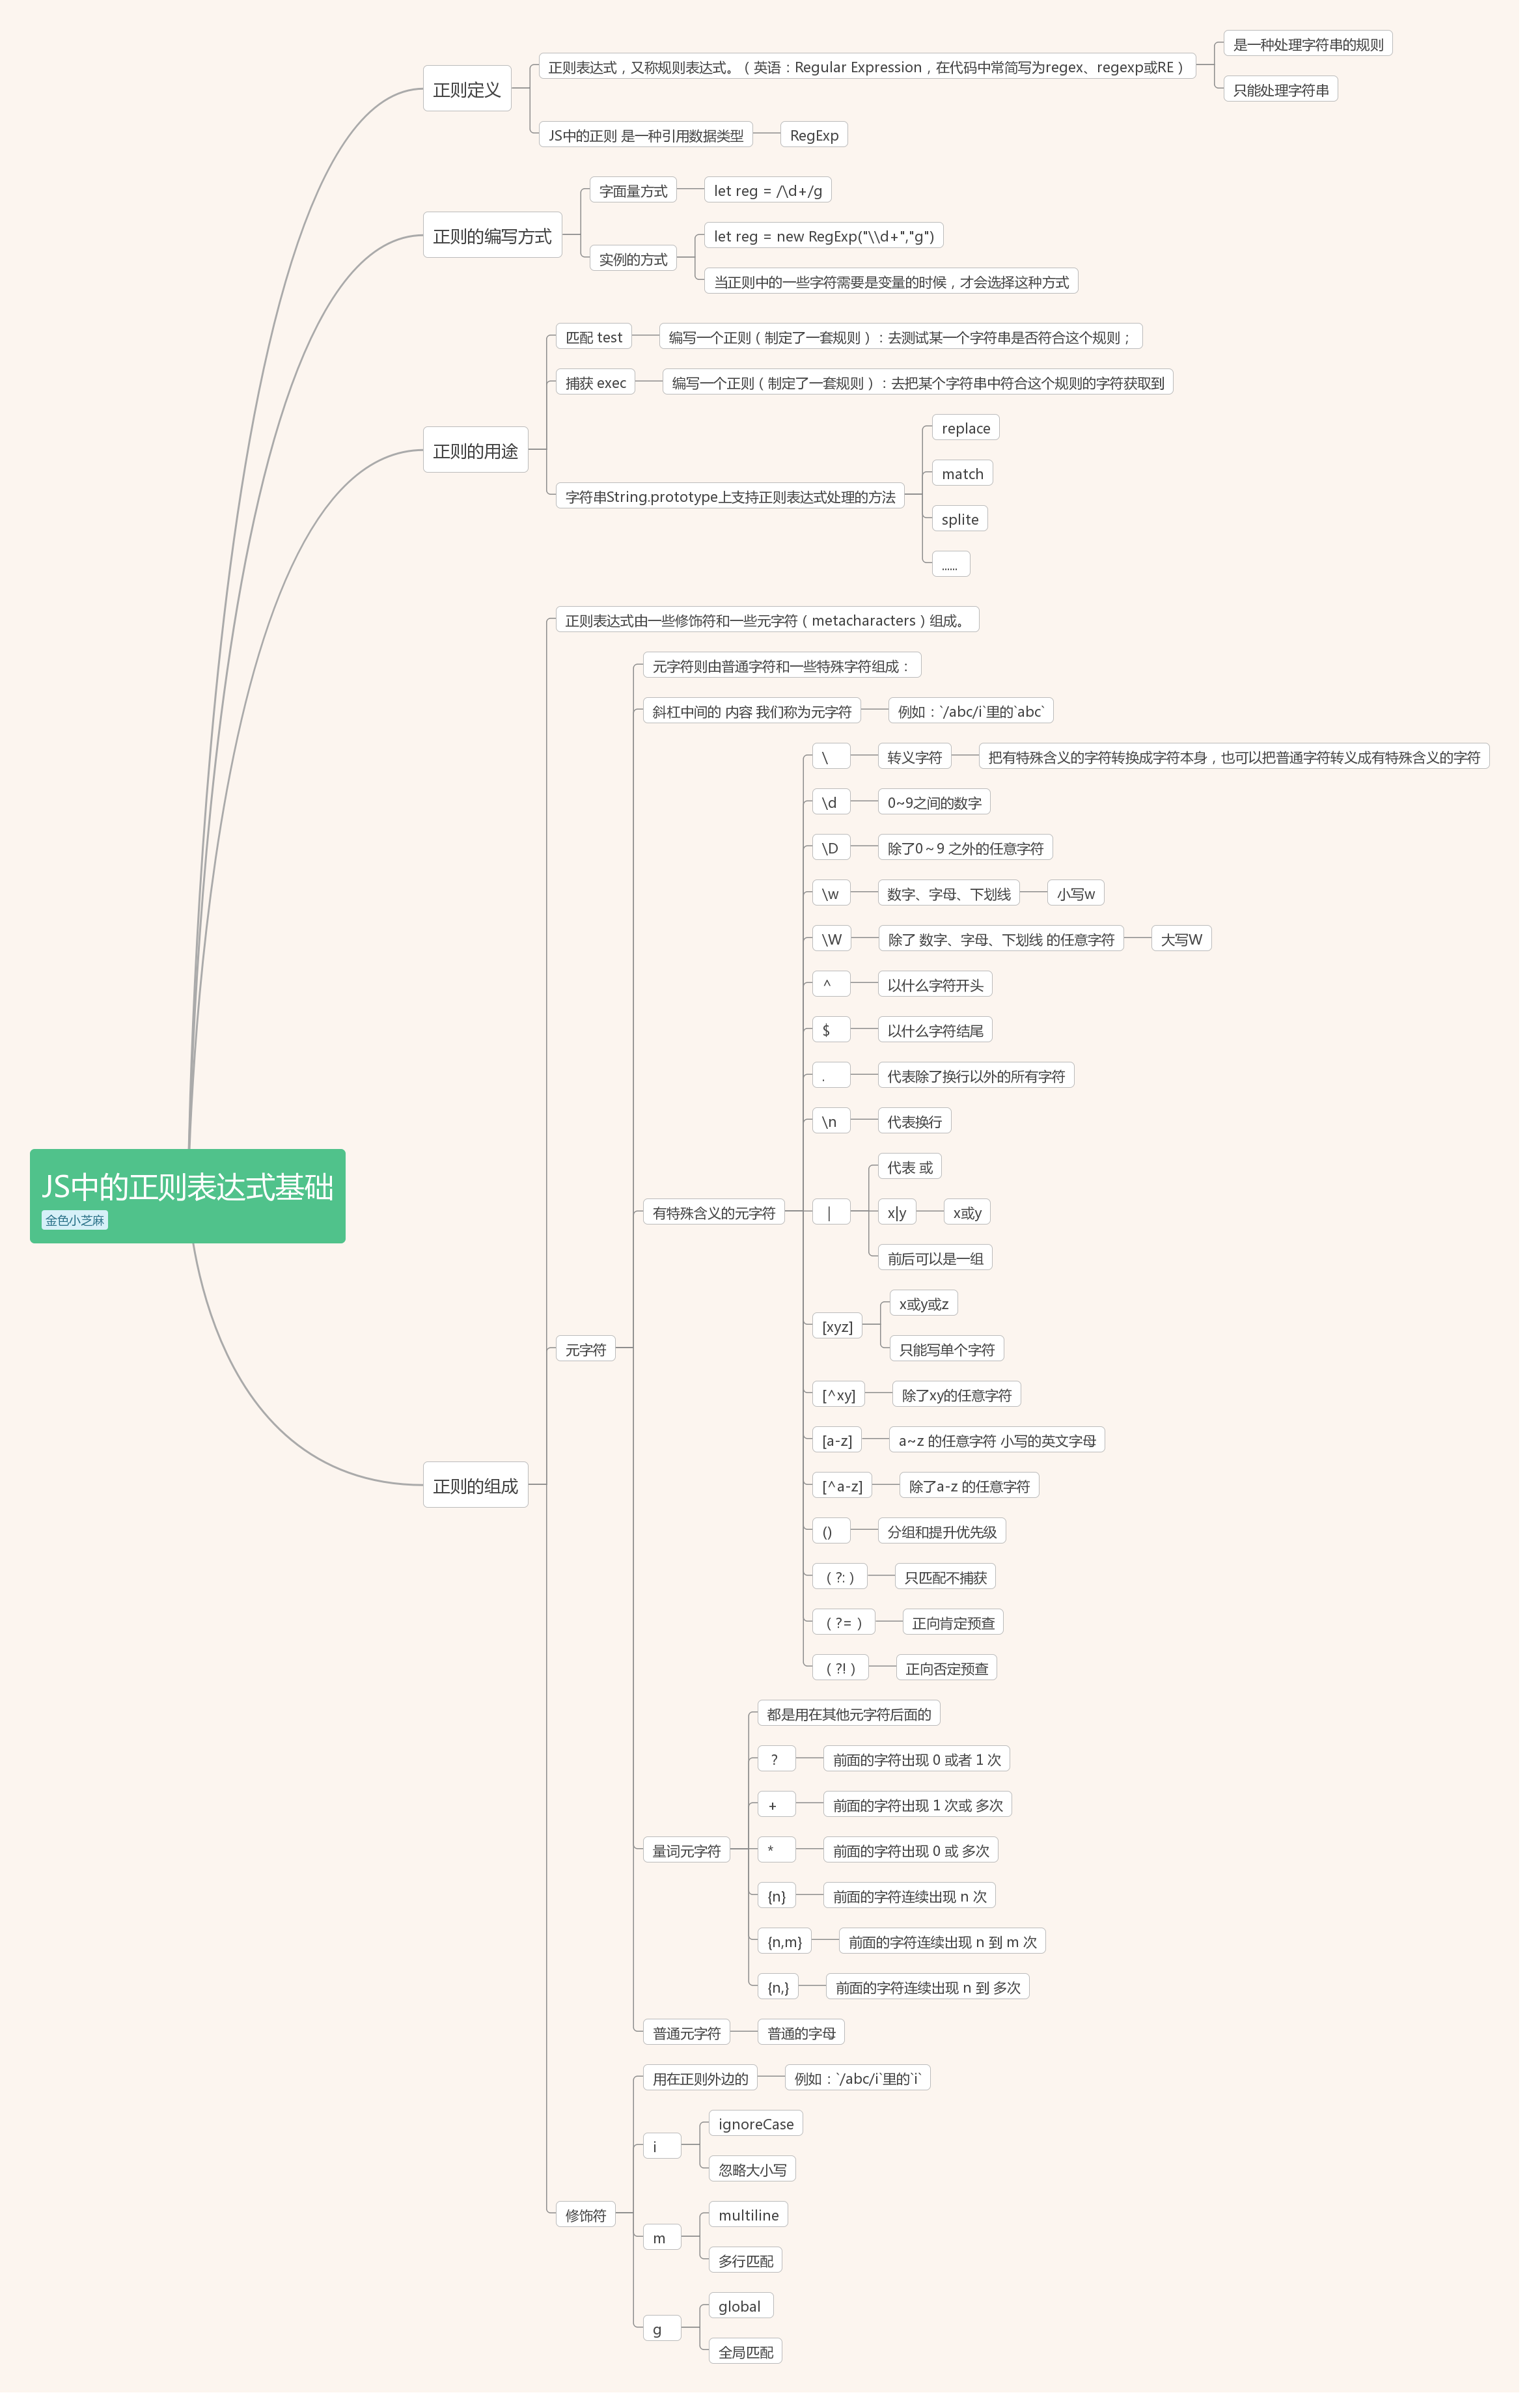 正则定义
正则表达式，又称规则表达式。（英语：Regular Expression，在代码中常简写为regex、regexp或RE）
是一种处理字符串的规则
只能处理字符串
JS中的正则 是一种引用数据类型
RegExp
正则的编写方式
字面量方式
let reg = /\d+/g
实例的方式
let reg = new RegExp("\\d+","g")
当正则中的一些字符需要是变量的时候，才会选择这种方式
正则的用途
匹配 test
编写一个正则（制定了一套规则）：去测试某一个字符串是否符合这个规则；
捕获 exec
编写一个正则（制定了一套规则）：去把某个字符串中符合这个规则的字符获取到
字符串String.prototype上支持正则表达式处理的方法
replace
match
splite
......
JS中的正则表达式基础
金色小芝麻
正则的组成
正则表达式由一些修饰符和一些元字符（metacharacters）组成。
元字符
元字符则由普通字符和一些特殊字符组成：
斜杠中间的 内容 我们称为元字符
例如：`/abc/i`里的`abc`
有特殊含义的元字符
\
转义字符
把有特殊含义的字符转换成字符本身，也可以把普通字符转义成有特殊含义的字符
\d
0~9之间的数字
\D
除了0～9 之外的任意字符
\w
数字、字母、下划线
小写w
\W
除了 数字、字母、下划线 的任意字符
大写W
^
以什么字符开头
$
以什么字符结尾
.
代表除了换行以外的所有字符
\n
代表换行
|
代表 或
x|y
x或y
前后可以是一组
[xyz]
x或y或z
只能写单个字符
[^xy]
除了xy的任意字符
[a-z]
a~z 的任意字符 小写的英文字母
[^a-z]
除了a-z 的任意字符
()
分组和提升优先级
（?:）
只匹配不捕获
（?=）
正向肯定预查
（?!）
正向否定预查
量词元字符
都是用在其他元字符后面的
?
前面的字符出现 0 或者 1 次
+
前面的字符出现 1 次或 多次
*
前面的字符出现 0 或 多次
{n}
前面的字符连续出现 n 次
{n,m}
前面的字符连续出现 n 到 m 次
{n,}
前面的字符连续出现 n 到 多次
普通元字符
普通的字母
修饰符
用在正则外边的
例如：`/abc/i`里的`i`
i
ignoreCase
忽略大小写
m
multiline
多行匹配
g
global
全局匹配